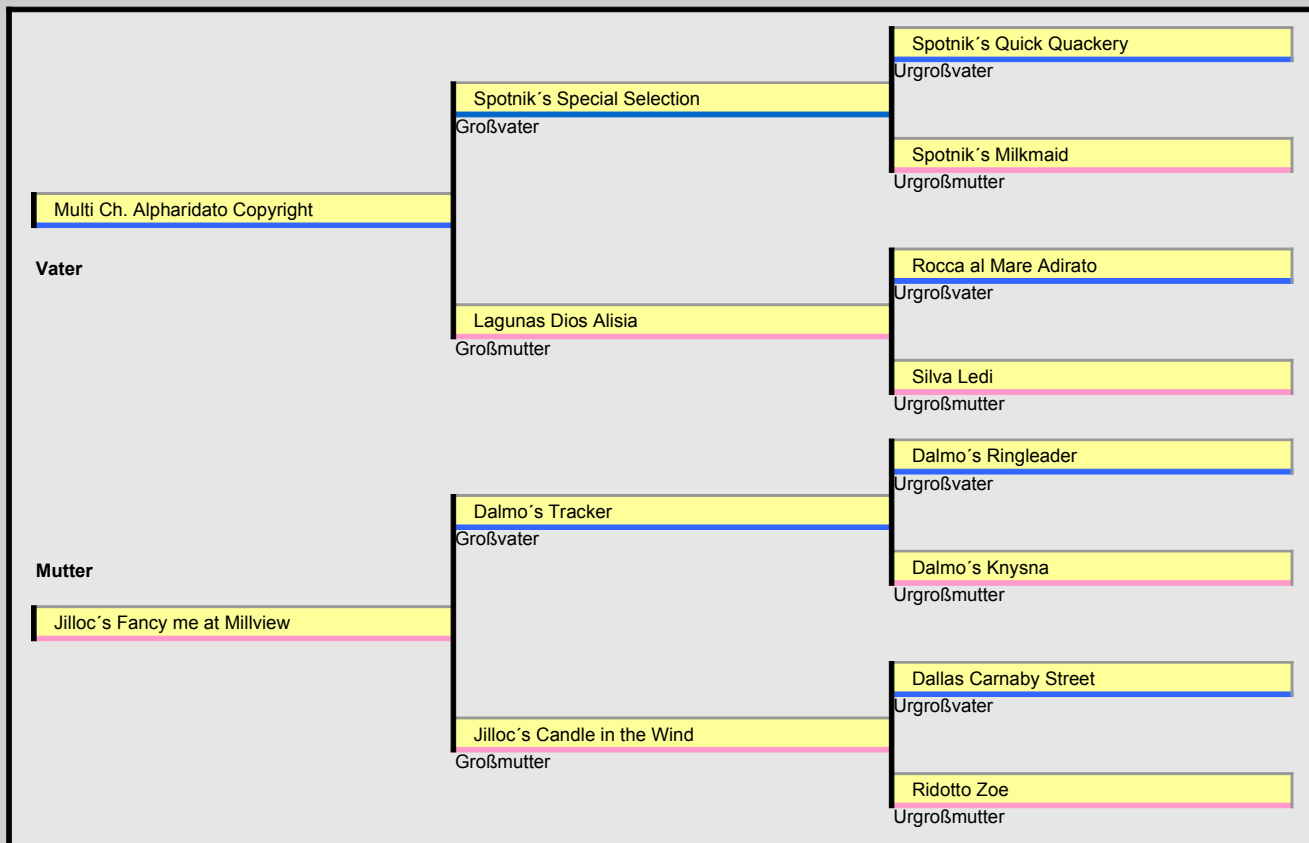 Spotnik´s Quick Quackery
Urgroßvater
Spotnik´s Special Selection
Großvater
Spotnik´s Milkmaid
Urgroßmutter
Multi Ch. Alpharidato Copyright
Vater
Rocca al Mare Adirato
Urgroßvater
Lagunas Dios Alisia
Großmutter
Silva Ledi
Urgroßmutter
Dalmo´s Ringleader
Urgroßvater
Dalmo´s Tracker
Großvater
Mutter
Dalmo´s Knysna
Urgroßmutter
Jilloc´s Fancy me at Millview
Dallas Carnaby Street
Urgroßvater
Jilloc´s Candle in the Wind
Großmutter
Ridotto Zoe
Urgroßmutter